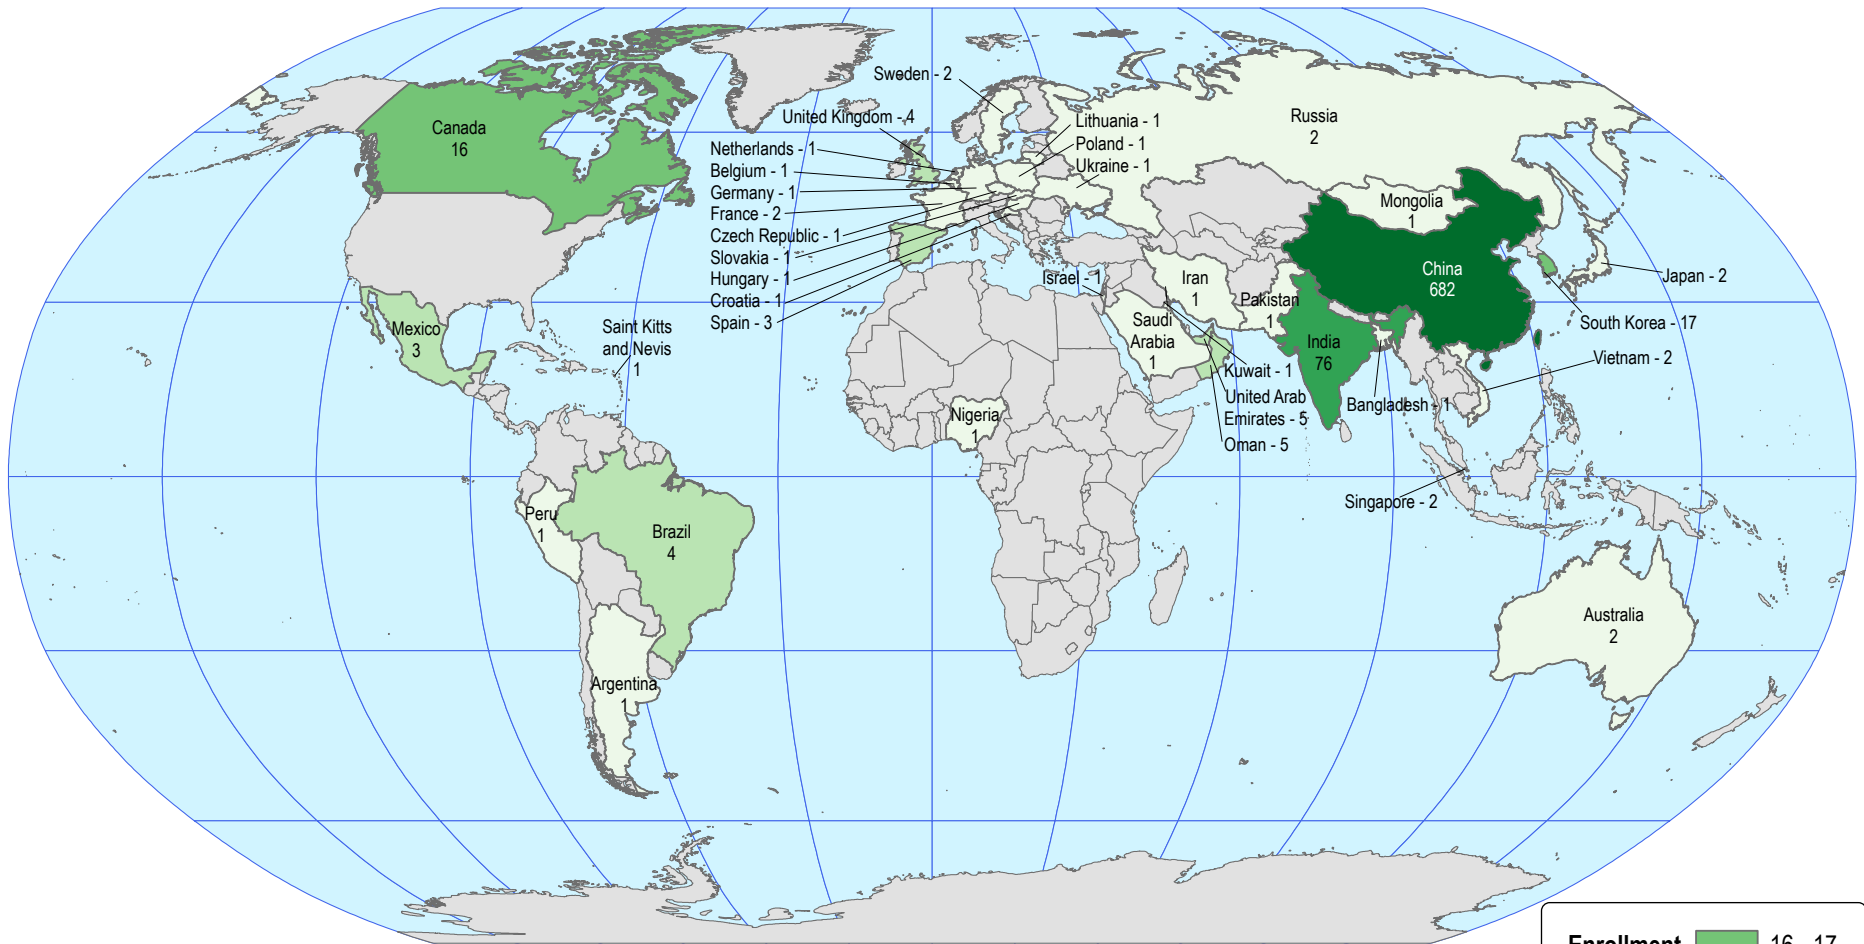 Sweden - 2
United Kingdom - 4
Canada
16
Russia
2
Lithuania - 1
Poland - 1
Ukraine - 1
Netherlands - 1
Belgium - 1
Germany - 1
France - 2
Czech Republic - 1
Slovakia - 1
Hungary - 1
Croatia - 1
Spain - 3
Mongolia
1
China
682
Japan - 2
South Korea - 17
Vietnam - 2
Israel - 1
Iran
1
Pakistan
1
Saudi
Arabia
1
India
76
Kuwait - 1
United Arab
Emirates - 5
Oman - 5
Bangladesh - 1
Mexico
3
Saint Kitts
and Nevis
1
Nigeria
1
Singapore - 2
Peru
1
Brazil
4
Australia
2
Argentina
1
Enrollment
16 - 17